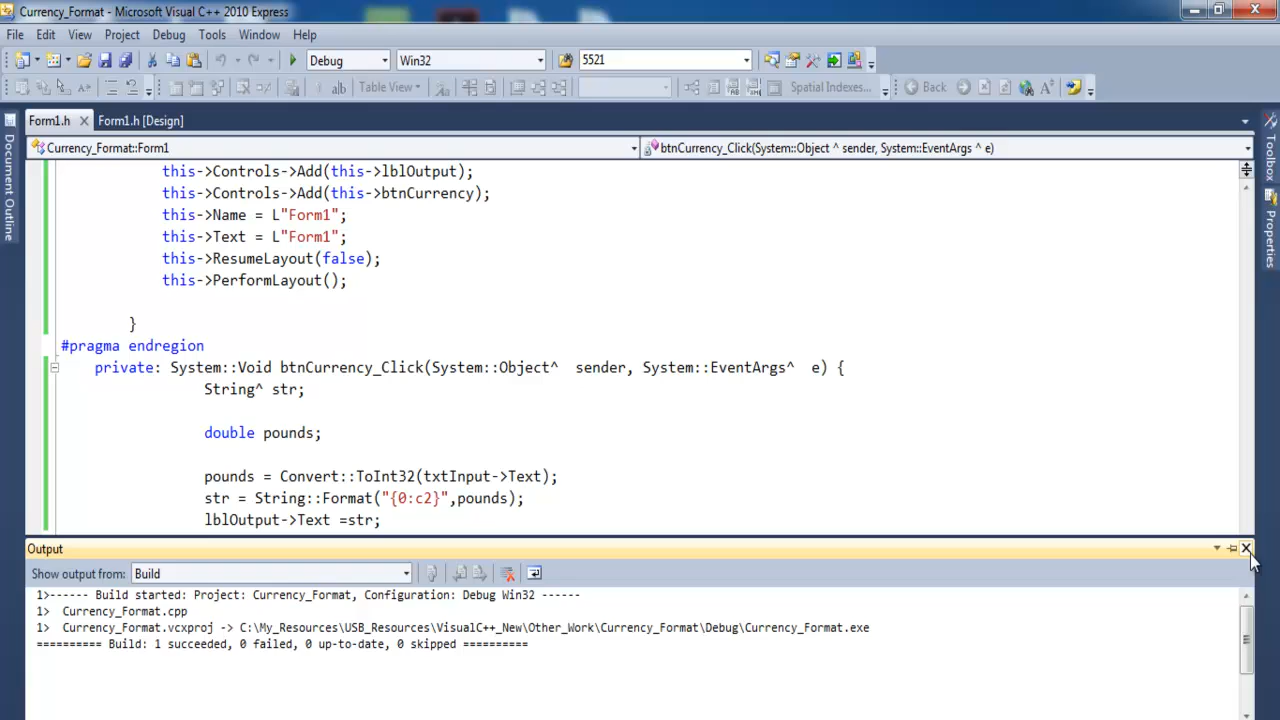 Currency_Format - Microsoft Visual C++ 2010 Express
File Edit View Project Debug Tools Window Help
Debug Win32 5521
Table View Spatial Indexes... Back
Form1.h Form1.h [Design]
Currency_Format::Form1 btnCurrency_Click(System::Object ^ sender, System::EventArgs ^ e)
Document Outline
Toolbox
Properties
this->Controls->Add(this->lblOutput);
this->Controls->Add(this->btnCurrency);
this->Name = L"Form1";
this->Text = L"Form1";
this->ResumeLayout(false);
this->PerformLayout();
}
#pragma endregion
private: System::Void btnCurrency_Click(System::Object^  sender, System::EventArgs^  e) {
String^ str;
double pounds;
pounds = Convert::ToInt32(txtInput->Text);
str = String::Format("{0:c2}",pounds);
lblOutput->Text =str;
Output
Show output from: Build
1>------ Build started: Project: Currency_Format, Configuration: Debug Win32 ------
1>  Currency_Format.cpp
1>  Currency_Format.vcxproj -> C:\My_Resources\USB_Resources\VisualC++_New\Other_Work\Currency_Format\Debug\Currency_Format.exe
========== Build: 1 succeeded, 0 failed, 0 up-to-date, 0 skipped ==========